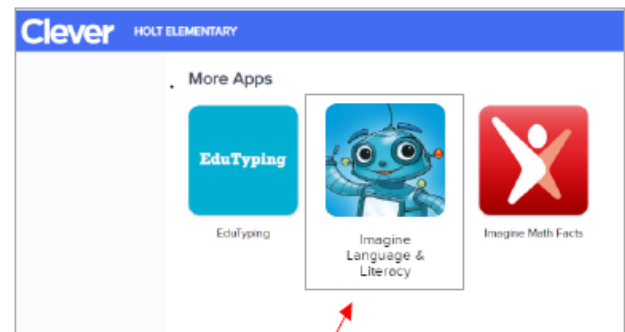 Clever HOLT ELEMENTARY
More Apps
EduTyping
EduTyping
Imagine
Language &
Literacy
Imagine Math Facts